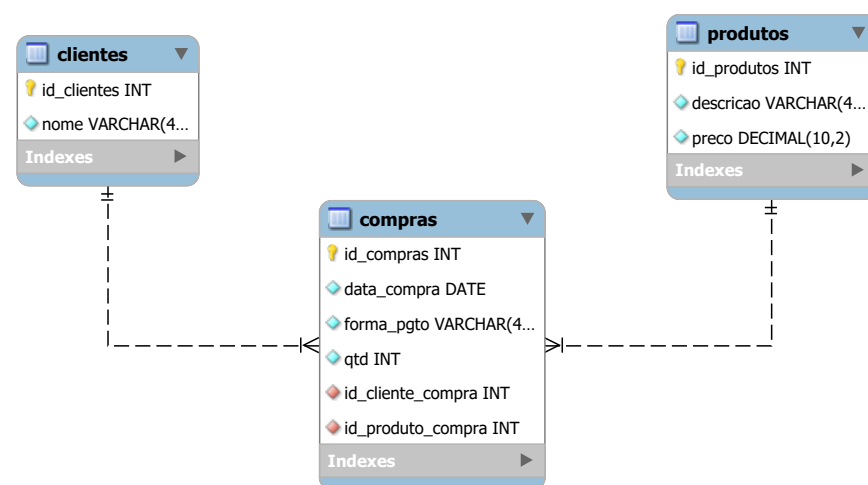 clientes
id_clientes INT
nome VARCHAR(4...
Indexes
produtos
id_produtos INT
descricao VARCHAR(4...
preco DECIMAL(10,2)
Indexes
compras
id_compras INT
data_compra DATE
forma_pgto VARCHAR(4...
qtd INT
id_cliente_compra INT
id_produto_compra INT
Indexes